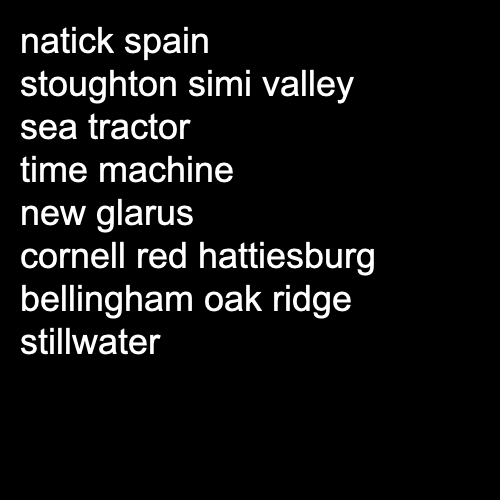 natick spain
stoughton simi valley
sea tractor
time machine
new glarus
cornell red hattiesburg
bellingham oak ridge
stillwater